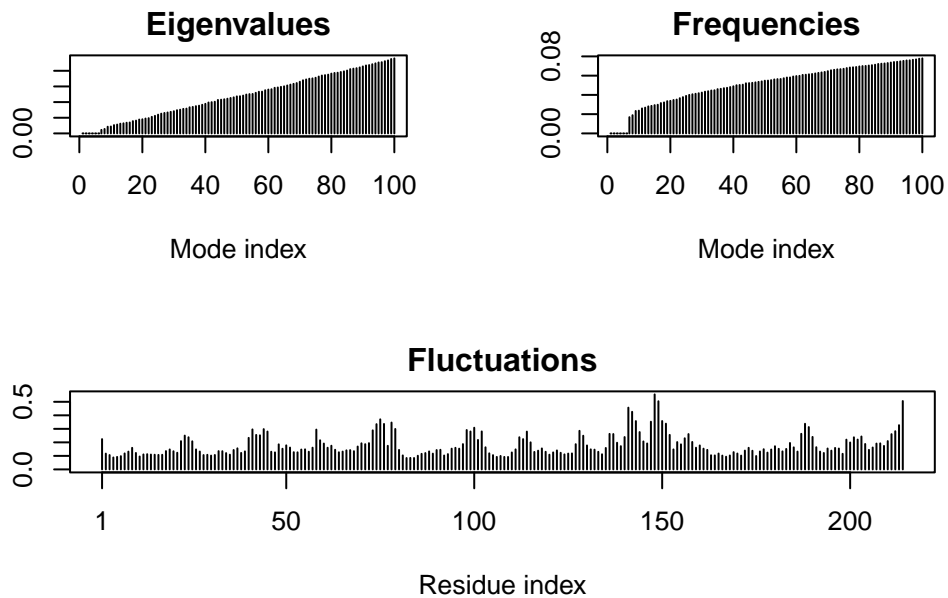 Eigenvalues
0.00
0 20 40 60 80 100
Mode index
Frequencies
0.00 0.08
0 20 40 60 80 100
Mode index
Fluctuations
0.0 0.5
1 50 100 150 200
Residue index